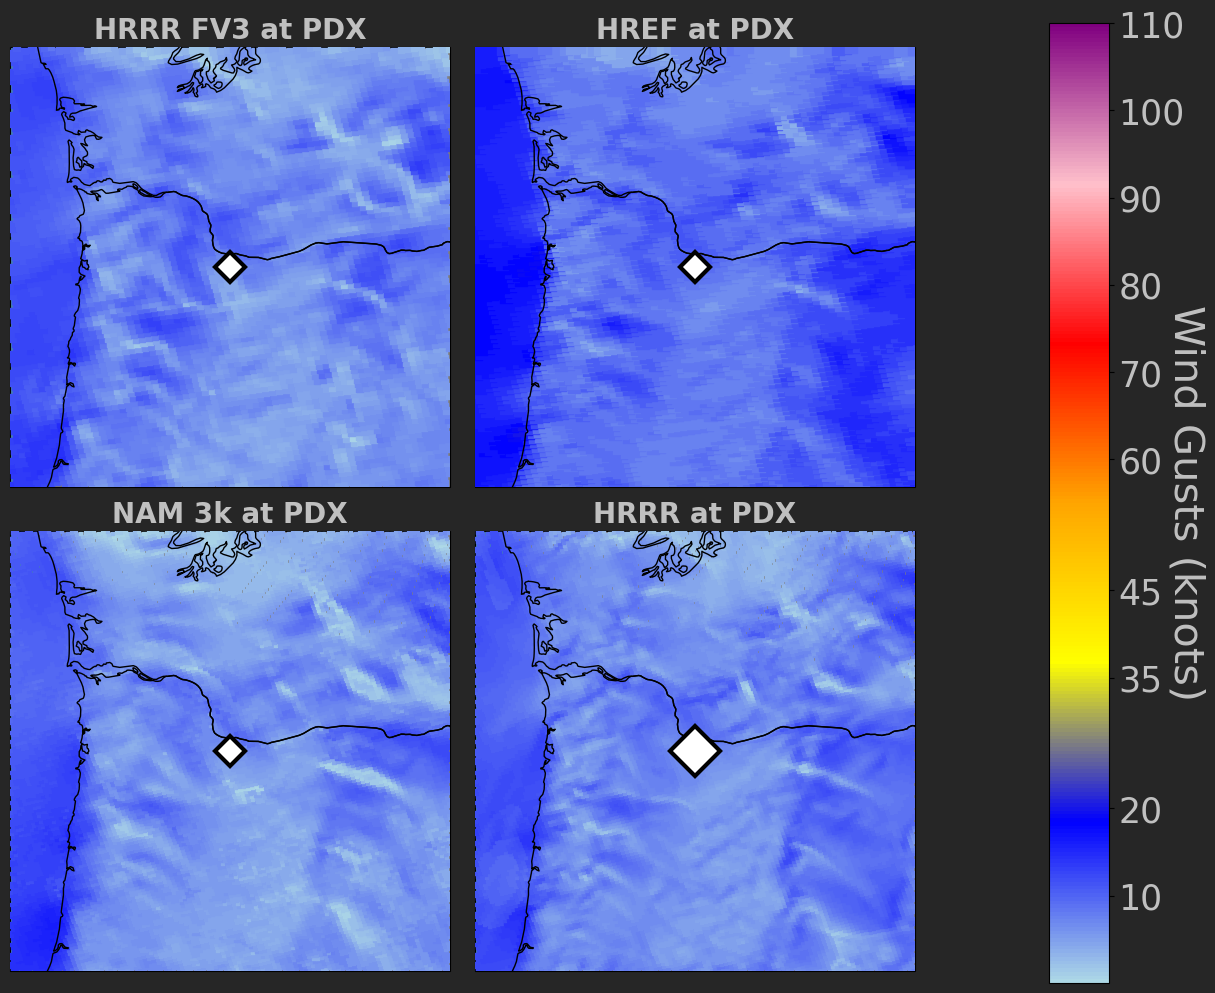 HRRR FV3 at PDX
HREF at PDX
NAM 3k at PDX
HRRR at PDX
110
100
90
80
70
60
45
35
20
10
Wind Gusts (knots)